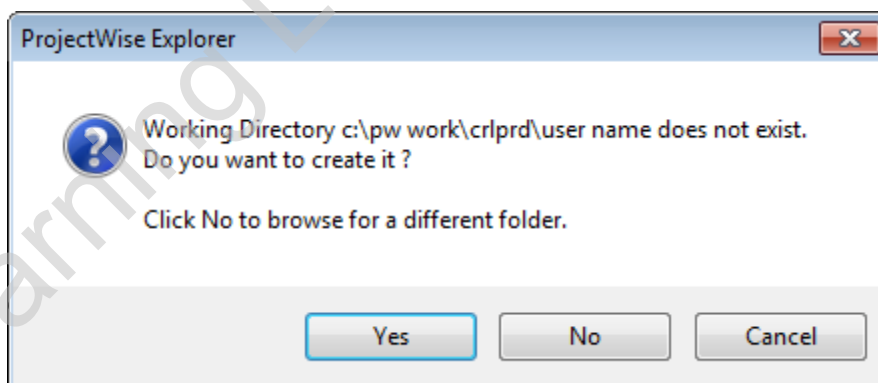 ProjectWise Explorer
Working Directory c:\pw work\crlprd\user name does not exist.
Do you want to create it ?
Click No to browse for a different folder.
Yes
No
Cancel